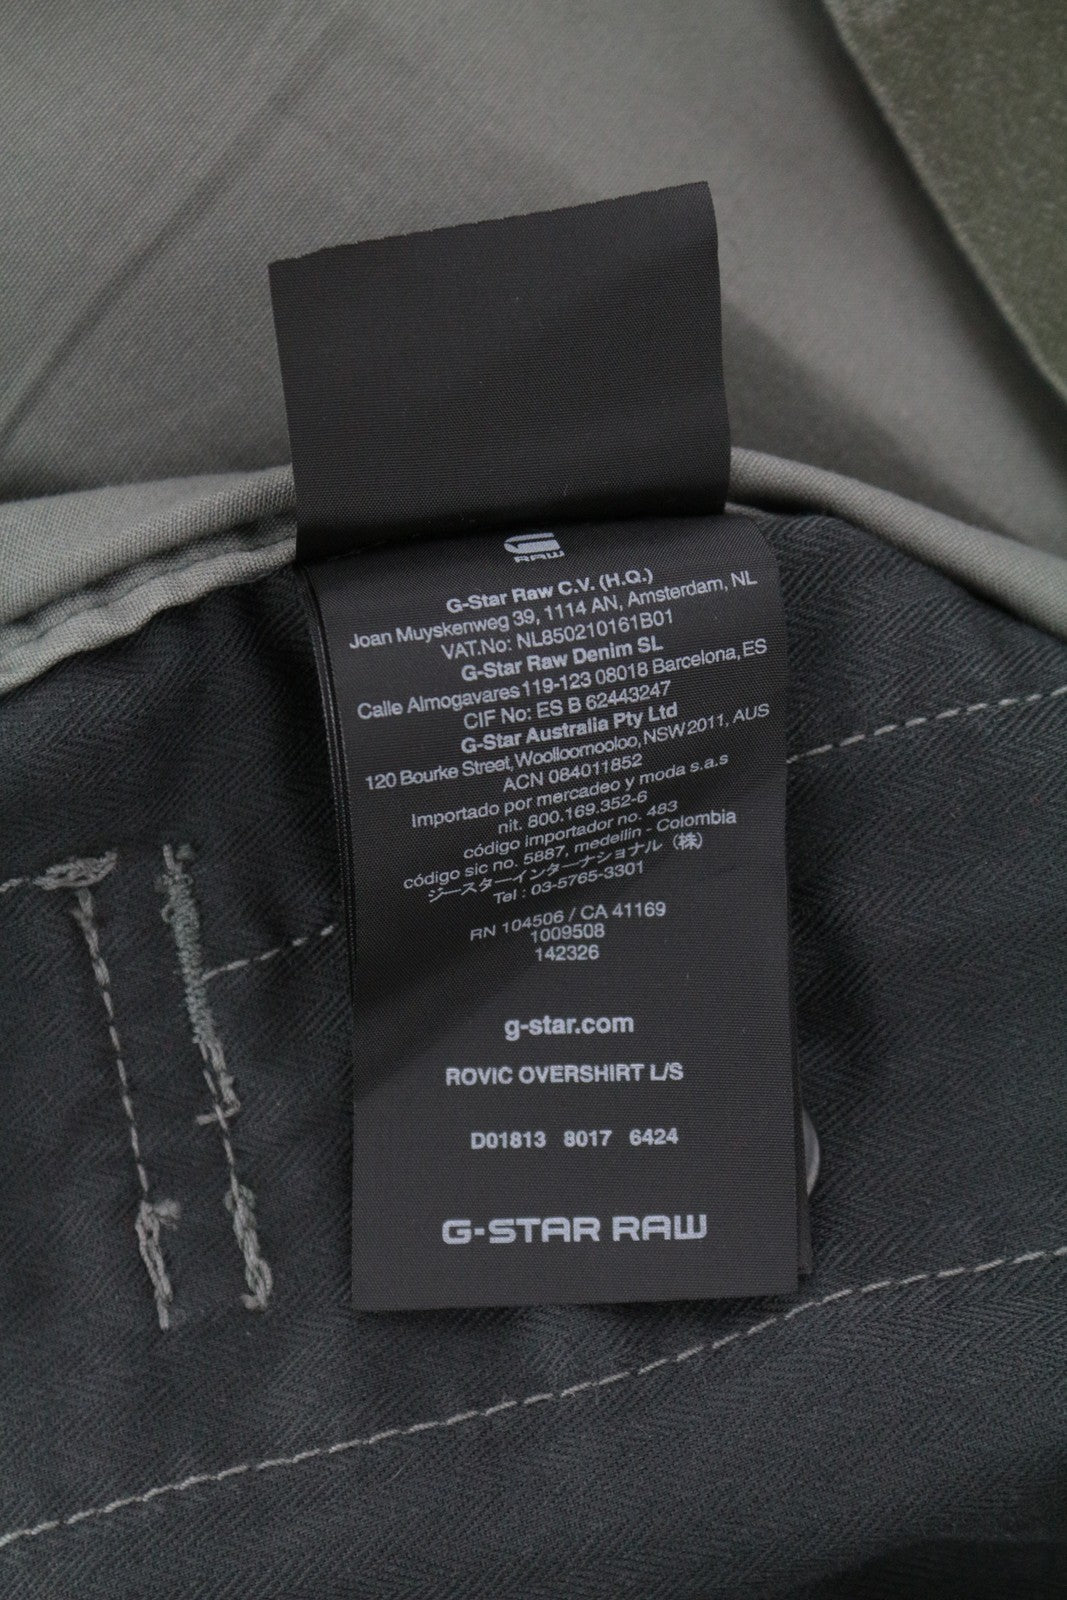 RAW
G-Star Raw C.V. (H.Q.)
Joan Muyskenweg 39, 1114 AN, Amsterdam, NL
VAT.No: NL850210161B01
G-Star Raw Denim SL
Calle Almogavares 119-123 08018 Barcelona, ES
CIF No: ES B 62443247
G-Star Australia Pty Ltd
120 Bourke Street, Woolloomooloo, NSW 2011, AUS
ACN 084011852
Importado por mercadeo y moda s.a.s
nit. 800.169.352-6
código importador no. 483
código sic no. 5887, medellin - Colombia
ジースターインターナショナル (株)
Tel : 03-5765-3301
RN 104506 / CA 41169
1009508
142326
g-star.com
ROVIC OVERSHIRT L/S
D01813 8017 6424
G-STAR RAW